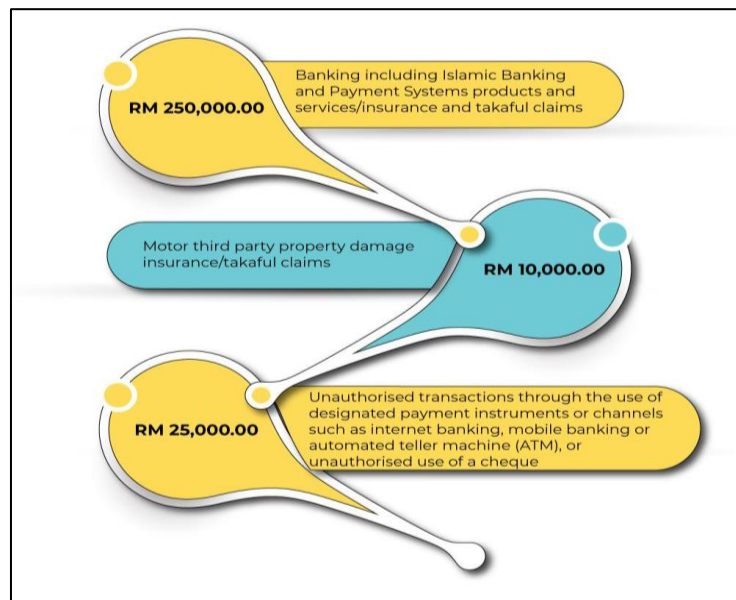 RM 250,000.00
Banking including Islamic Banking
and Payment Systems products and
services/insurance and takaful claims
Motor third party property damage
insurance/takaful claims
RM 10,000.00
RM 25,000.00
Unauthorised transactions through the use of
designated payment instruments or channels
such as internet banking, mobile banking or
automated teller machine (ATM), or
unauthorised use of a cheque